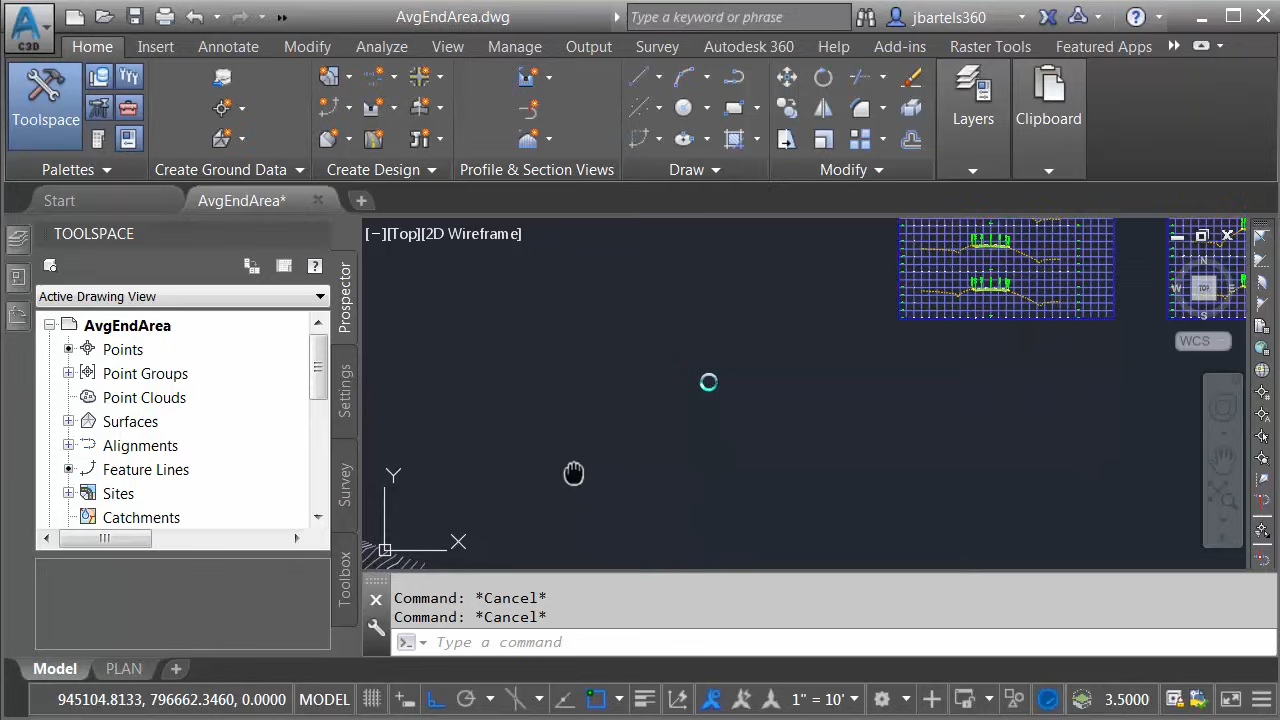 AvgEndArea.dwg
Type a keyword or phrase
jbartels360
C3D
Home Insert Annotate Modify Analyze View Manage Output Survey Autodesk 360 Help Add-ins Raster Tools Featured Apps
Toolspace
Layers
Clipboard
Palettes
Create Ground Data
Create Design
Profile & Section Views
Draw
Modify
Start
AvgEndArea*
TOOLSPACE
[−][Top][2D Wireframe]
Active Drawing View
AvgEndArea
Points
Point Groups
Point Clouds
Surfaces
Alignments
Feature Lines
Sites
Catchments
Prospector
Settings
Survey
Toolbox
N
W
TOP
E
S
WCS
Y
X
Command: *Cancel*
Command: *Cancel*
Type a command
Model
PLAN
945104.8133, 796662.3460, 0.0000
MODEL
1" = 10'
3.5000